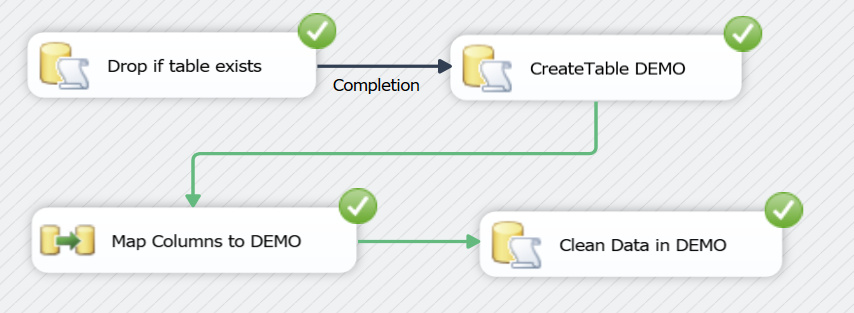 Drop if table exists
Completion
CreateTable DEMO
Map Columns to DEMO
Clean Data in DEMO